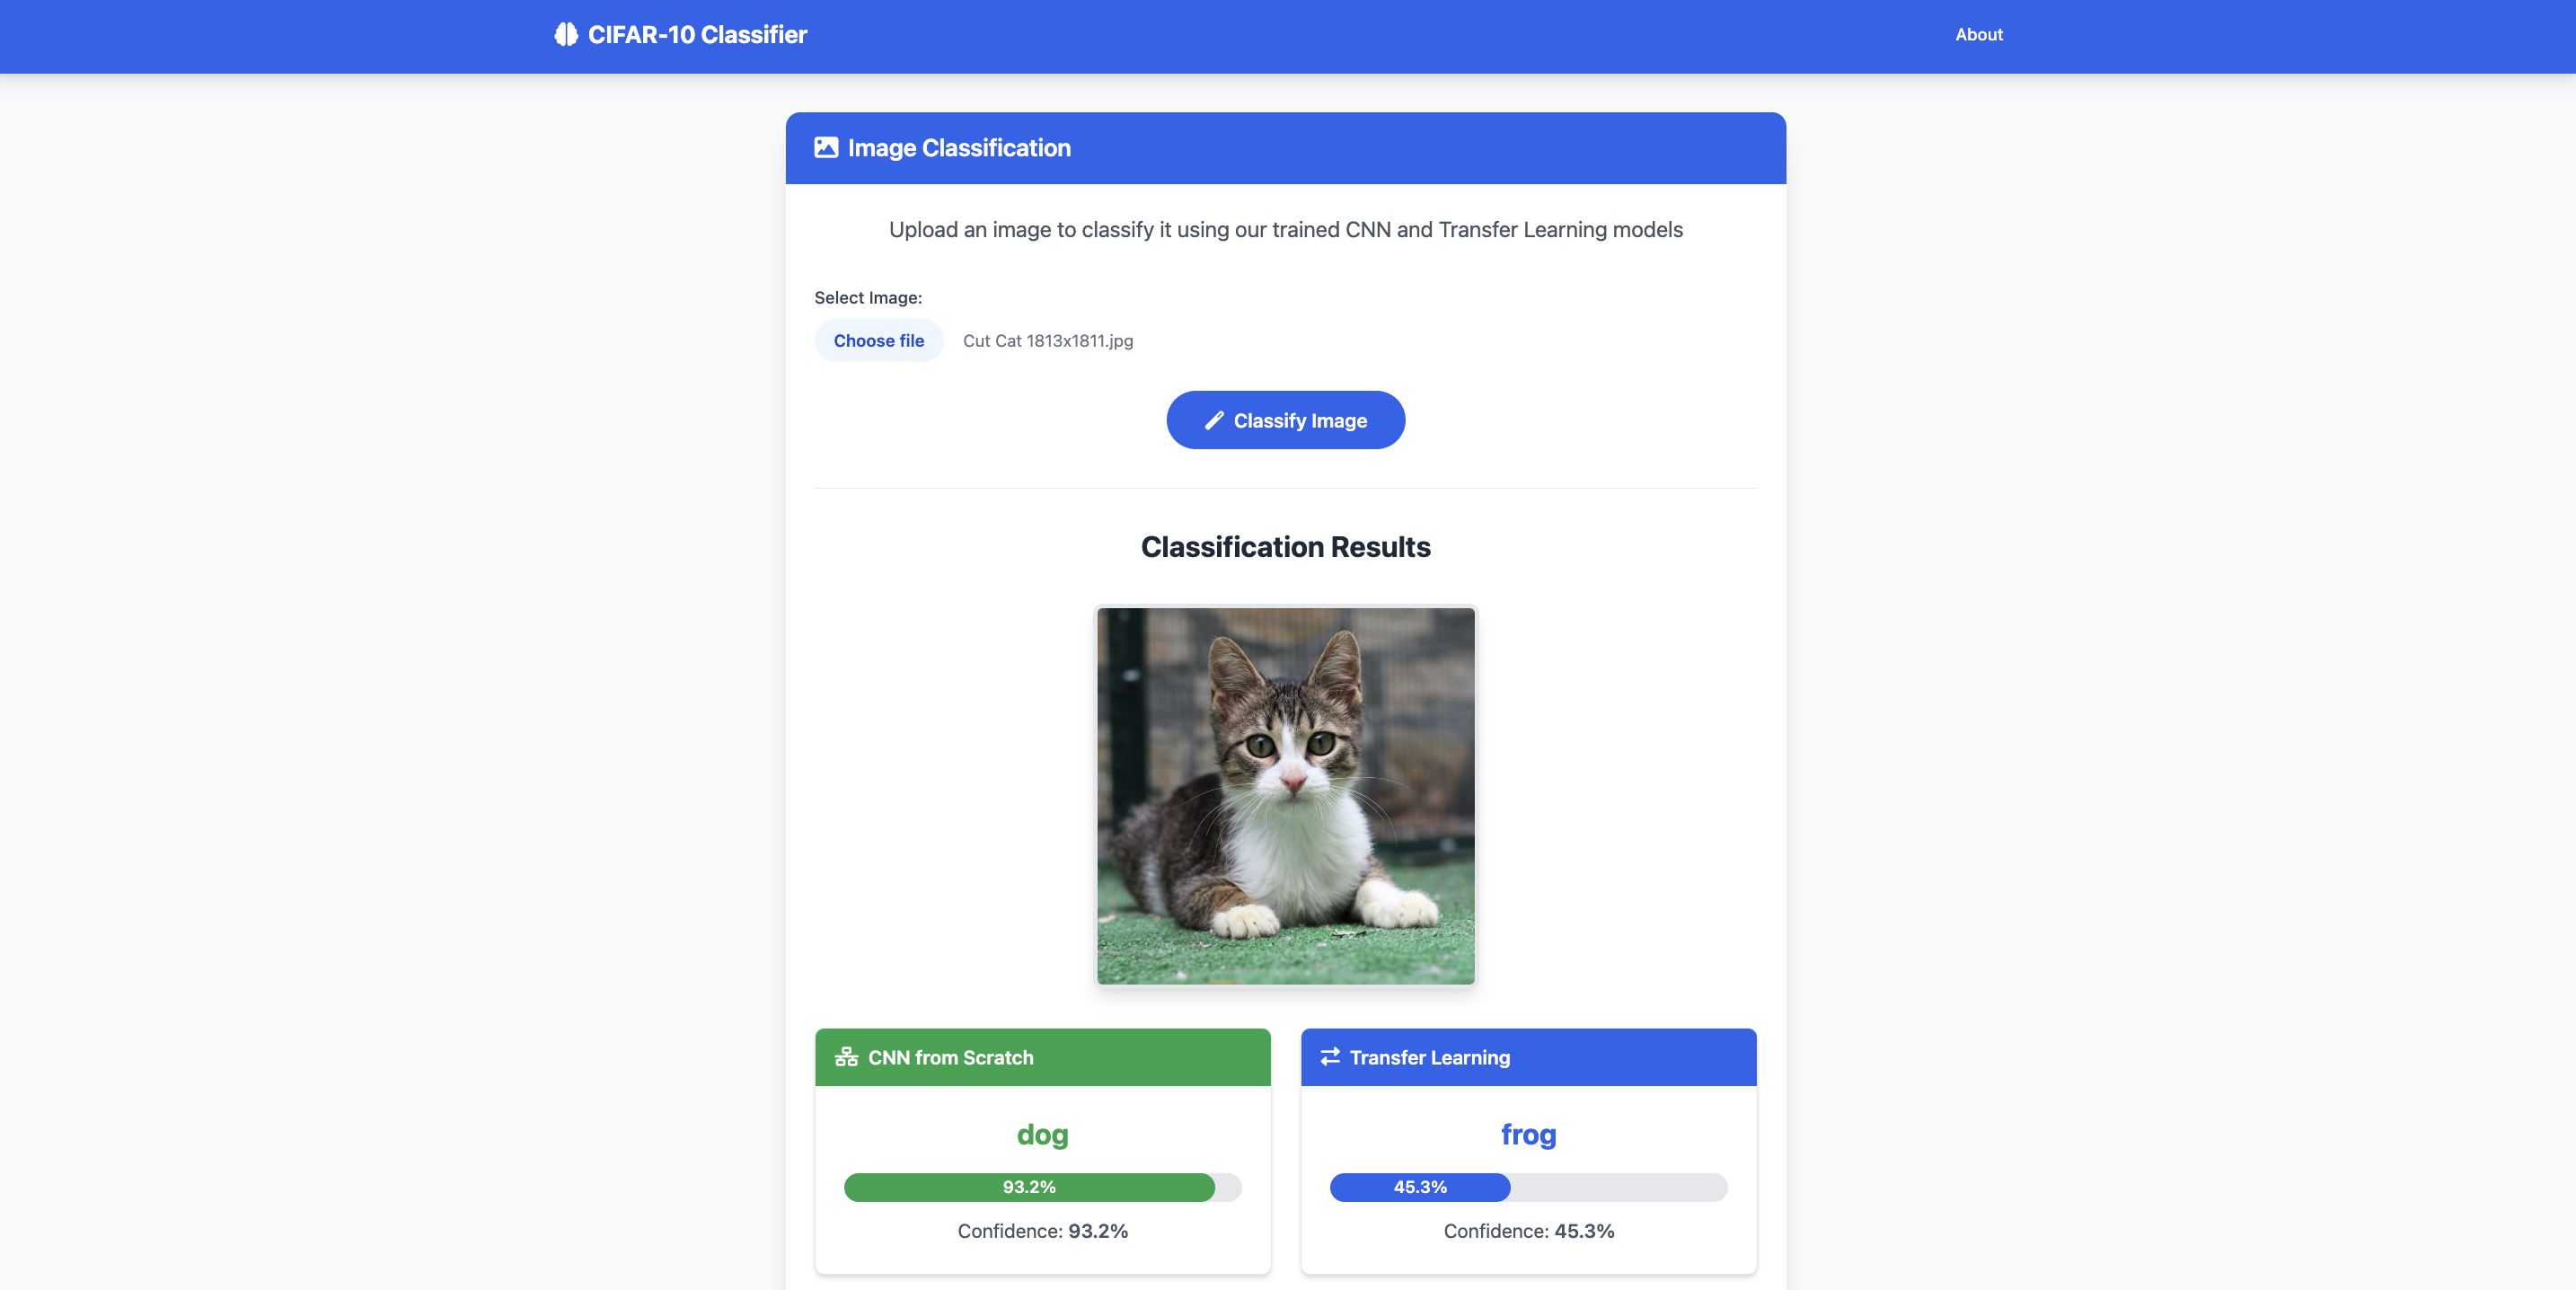 CIFAR-10 Classifier
About
Image Classification
Upload an image to classify it using our trained CNN and Transfer Learning models
Select Image:
Choose file Cut Cat 1813x1811.jpg
Classify Image
Classification Results
CNN from Scratch
dog
93.2%
Confidence: 93.2%
Transfer Learning
frog
45.3%
Confidence: 45.3%